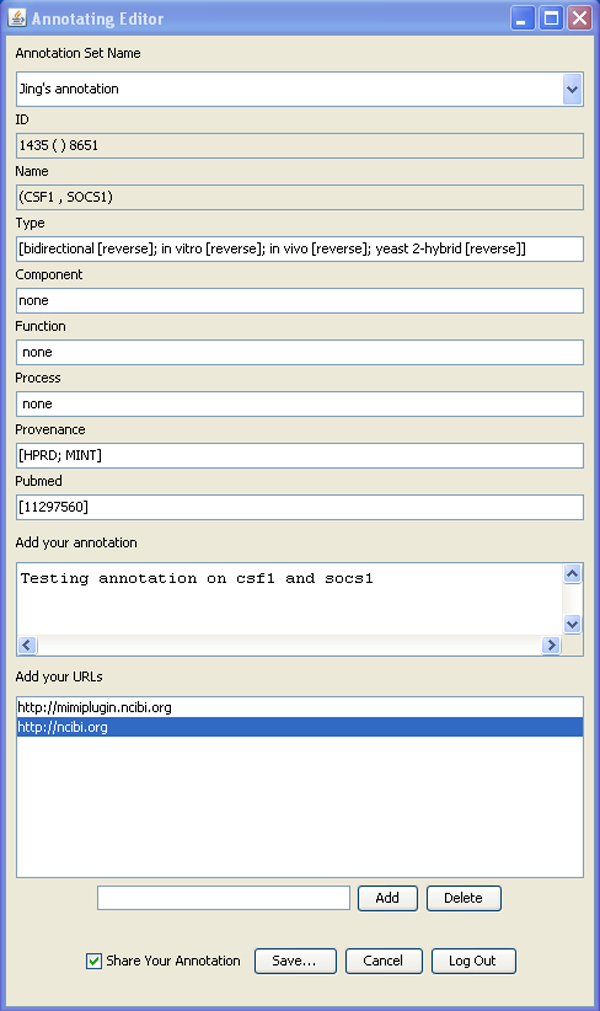 Annotating Editor
Annotation Set Name
Jing's annotation
ID
1435 ( ) 8651
Name
(CSF1 , SOCS1)
Type
[bidirectional [reverse]; in vitro [reverse]; in vivo [reverse]; yeast 2-hybrid [reverse]]
Component
none
Function
none
Process
none
Provenance
[HPRD; MINT]
Pubmed
[11297560]
Add your annotation
Testing annotation on csf1 and socs1
Add your URLs
http://mimiplugin.ncibi.org
http://ncibi.org
Add Delete
Share Your Annotation Save... Cancel Log Out